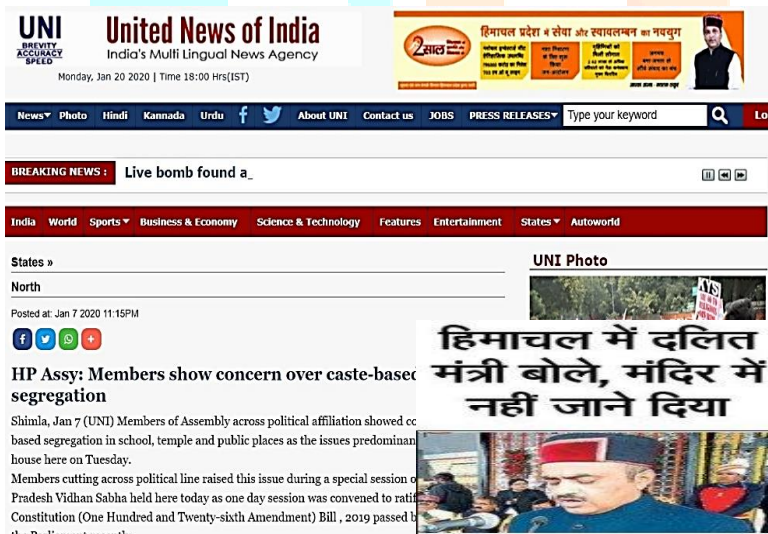 UNI
BREVITY
ACCURACY
SPEED
United News of India
India's Multi Lingual News Agency
Monday, Jan 20 2020 | Time 18:00 Hrs(IST)
हिमाचल प्रदेश में सेवा और स्वावलम्बन का नवयुग
2साल
News Photo Hindi Kannada Urdu f About UNI Contact us JOBS PRESS RELEASES Type your keyword Lo
BREAKING NEWS : Live bomb found a_
India World Sports Business & Economy Science & Technology Features Entertainment States Autoworld
States »
North
Posted at: Jan 7 2020 11:15PM
HP Assy: Members show concern over caste-based
segregation
Shimla, Jan 7 (UNI) Members of Assembly across political affiliation showed co
based segregation in school, temple and public places as the issues predominan
house here on Tuesday.
Members cutting across political line raised this issue during a special session o
Pradesh Vidhan Sabha held here today as one day session was convened to ratif
Constitution (One Hundred and Twenty-sixth Amendment) Bill , 2019 passed b
UNI Photo
KYS
हिमाचल में दलित
मंत्री बोले, मंदिर में
नहीं जाने दिया